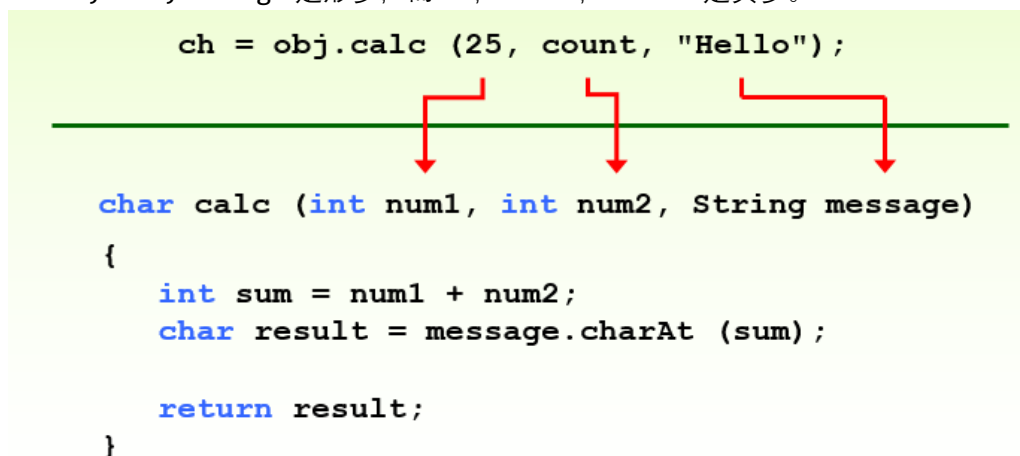 ch = obj.calc (25, count, "Hello");
char calc (int num1, int num2, String message)
{
int sum = num1 + num2;
char result = message.charAt (sum);
return result;
}